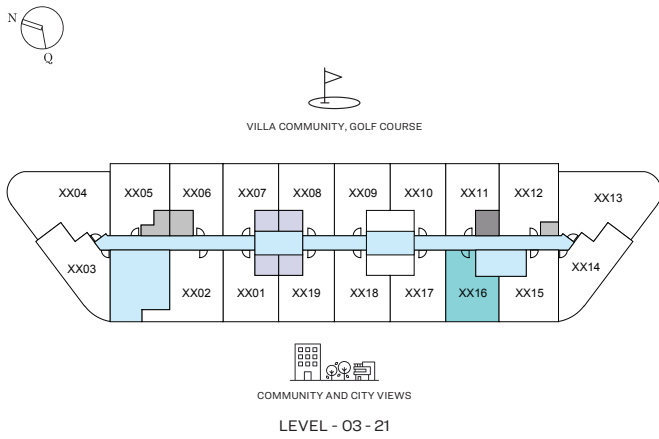 N
Q
VILLA COMMUNITY, GOLF COURSE
XX04 XX05 XX06 XX07 XX08 XX09 XX10 XX11 XX12 XX13
XX03 XX02 XX01 XX19 XX18 XX17 XX16 XX15 XX14
COMMUNITY AND CITY VIEWS
LEVEL - 03 - 21